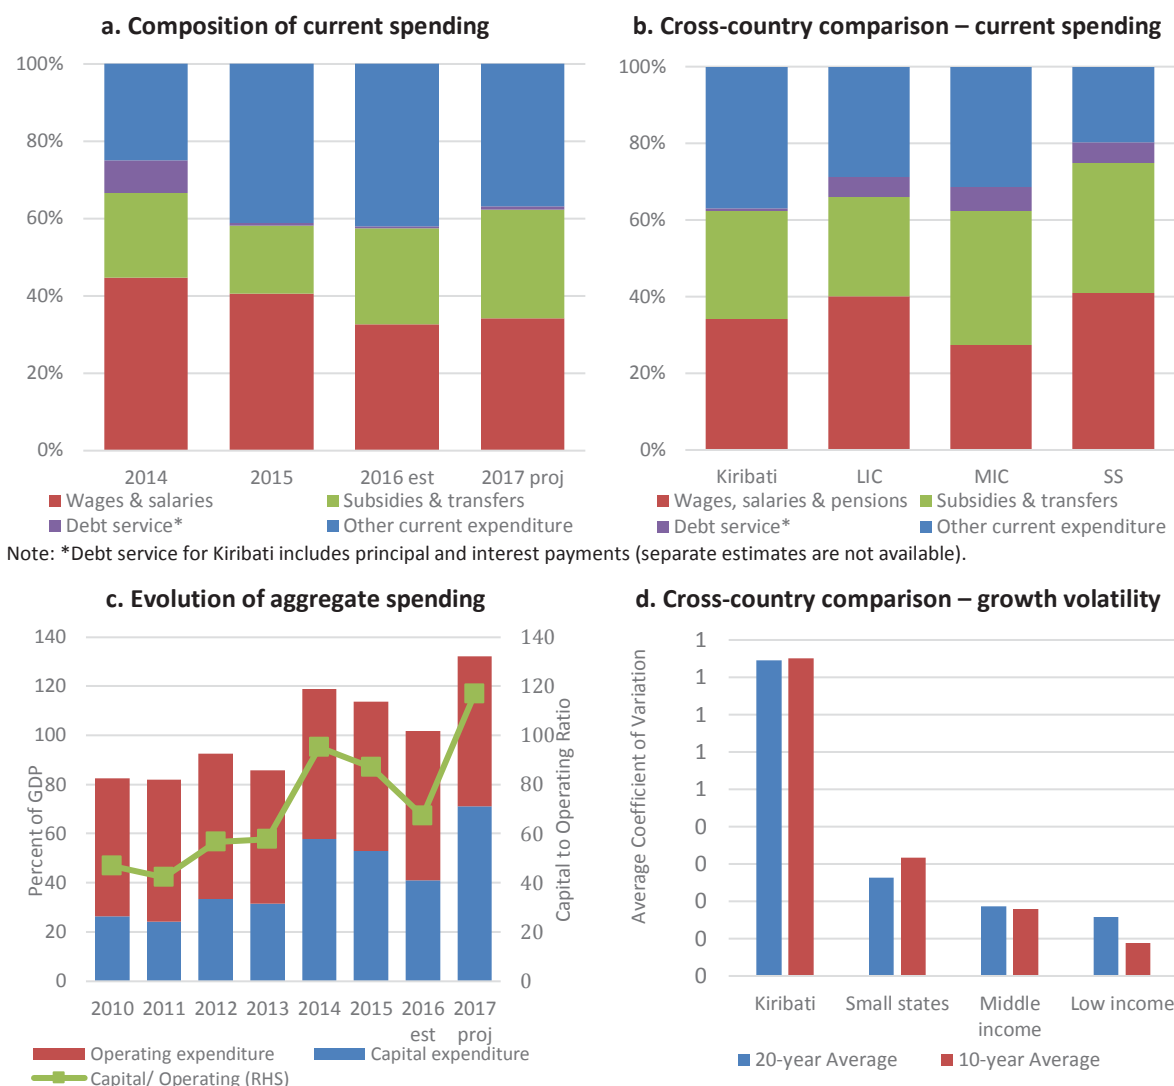 a. Composition of current spending
100%
80%
60%
40%
20%
0%
2014 2015 2016 est 2017 proj
Wages & salaries Subsidies & transfers
Debt service* Other current expenditure
b. Cross-country comparison – current spending
100%
80%
60%
40%
20%
0%
Kiribati LIC MIC SS
Wages, salaries & pensions Subsidies & transfers
Debt service* Other current expenditure
Note: *Debt service for Kiribati includes principal and interest payments (separate estimates are not available).
c. Evolution of aggregate spending
Percent of GDP
140
120
100
80
60
40
20
0
140
120
100
80
60
40
20
0
Capital to Operating Ratio
2010 2011 2012 2013 2014 2015 2016 2017
est proj
Operating expenditure Capital expenditure
Capital/ Operating (RHS)
d. Cross-country comparison – growth volatility
Average Coefficient of Variation
1
1
1
1
1
0
0
0
0
0
Kiribati Small states Middle Low income
income
20-year Average 10-year Average